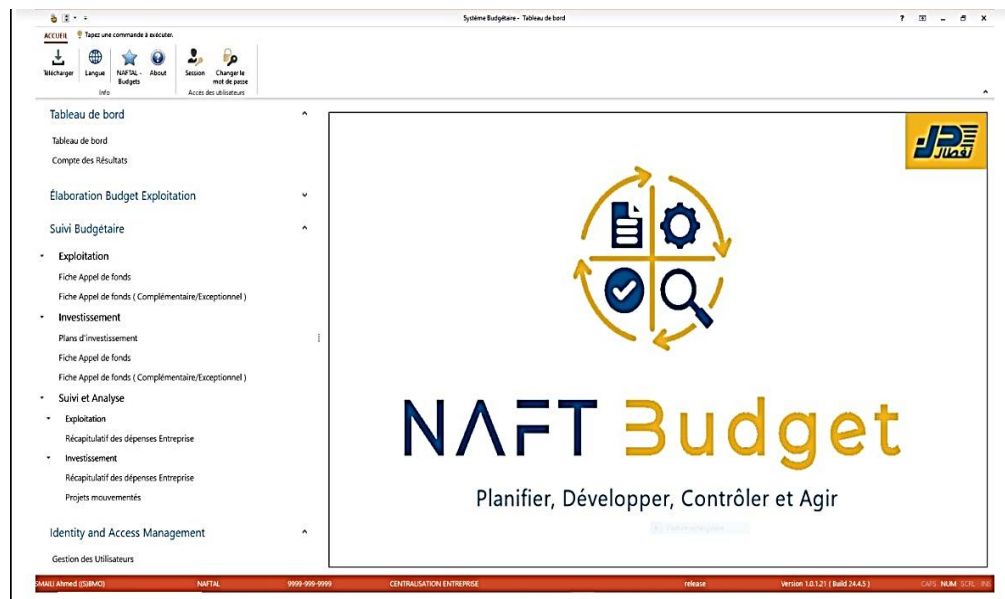 Système Budgétaire - Tableau de bord
ACCUEIL Tapez une commande à exécuter.
Télécharger Langue NAFTAL - Budgets About Session Changer le mot de passe
Info Accès des utilisateurs
Tableau de bord
Tableau de bord
Compte des Résultats
Élaboration Budget Exploitation
Suivi Budgétaire
Exploitation
Fiche Appel de fonds
Fiche Appel de fonds ( Complémentaire/Exceptionnel )
Investissement
Plans d'investissement
Fiche Appel de fonds
Fiche Appel de fonds ( Complémentaire/Exceptionnel )
Suivi et Analyse
Exploitation
Récapitulatif des dépenses Entreprise
Investissement
Récapitulatif des dépenses Entreprise
Projets mouvementés
Identity and Access Management
Gestion des Utilisateurs
نفطال
NAFT Budget
Planifier, Développer, Contrôler et Agir
SMAILI Ahmed ((S)BMO) NAFTAL 9999-999-9999 CENTRALISATION ENTREPRISE release Version 1.0.1.21 ( Build 24.4.5 ) CAPS NUM SCRL INS